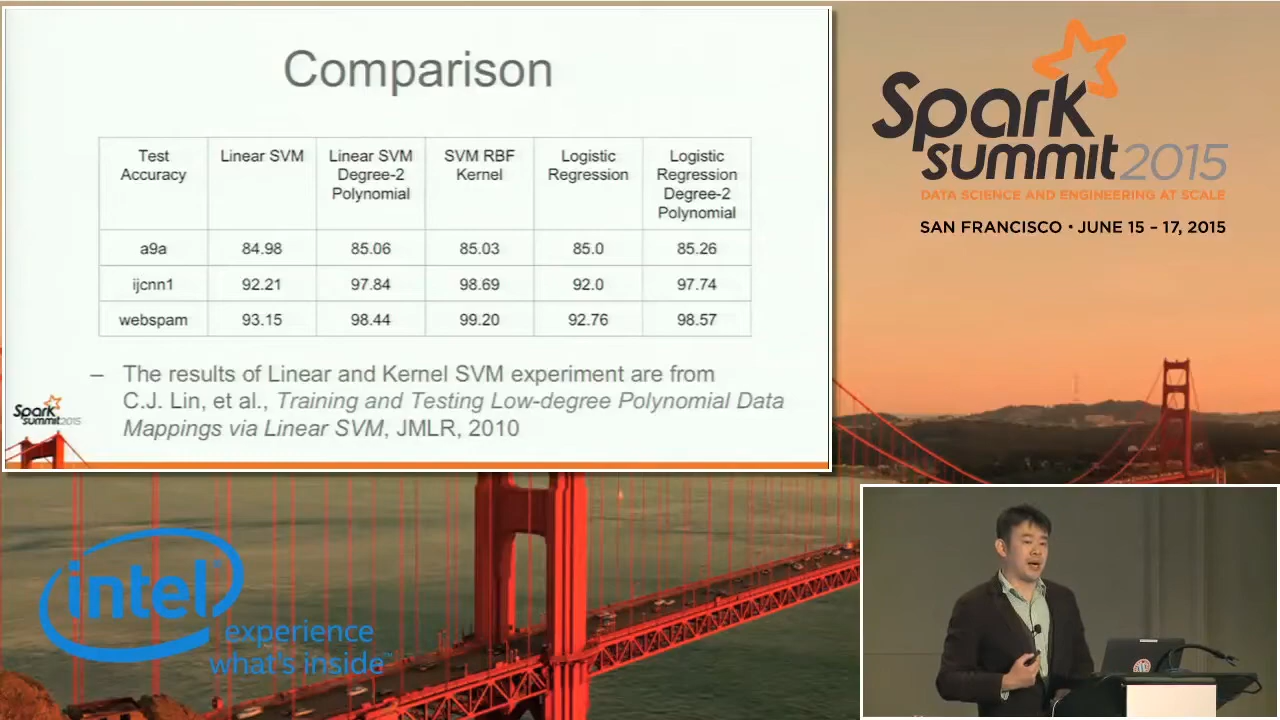 Comparison
Test Accuracy Linear SVM Linear SVM Degree-2 Polynomial SVM RBF Kernel Logistic Regression Logistic Regression Degree-2 Polynomial
a9a 84.98 85.06 85.03 85.0 85.26
ijcnn1 92.21 97.84 98.69 92.0 97.74
webspam 93.15 98.44 99.20 92.76 98.57
– The results of Linear and Kernel SVM experiment are from
C.J. Lin, et al., Training and Testing Low-degree Polynomial Data
Mappings via Linear SVM, JMLR, 2010
Spark
summit2015
Spark
summit 2015
DATA SCIENCE AND ENGINEERING AT SCALE
SAN FRANCISCO • JUNE 15 – 17, 2015
intel®
experience
what's inside™